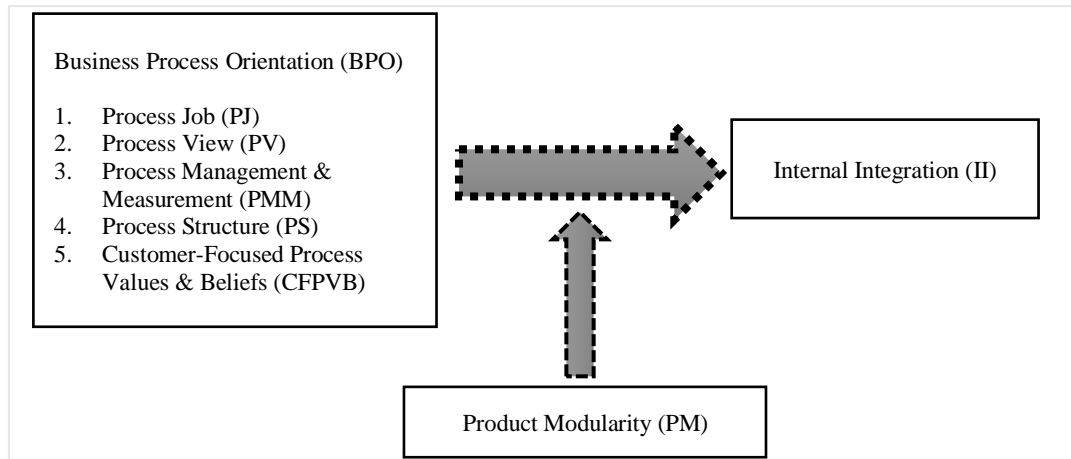 Business Process Orientation (BPO)
1. Process Job (PJ)
2. Process View (PV)
3. Process Management &
Measurement (PMM)
4. Process Structure (PS)
5. Customer-Focused Process
Values & Beliefs (CFPVB)
Internal Integration (II)
Product Modularity (PM)